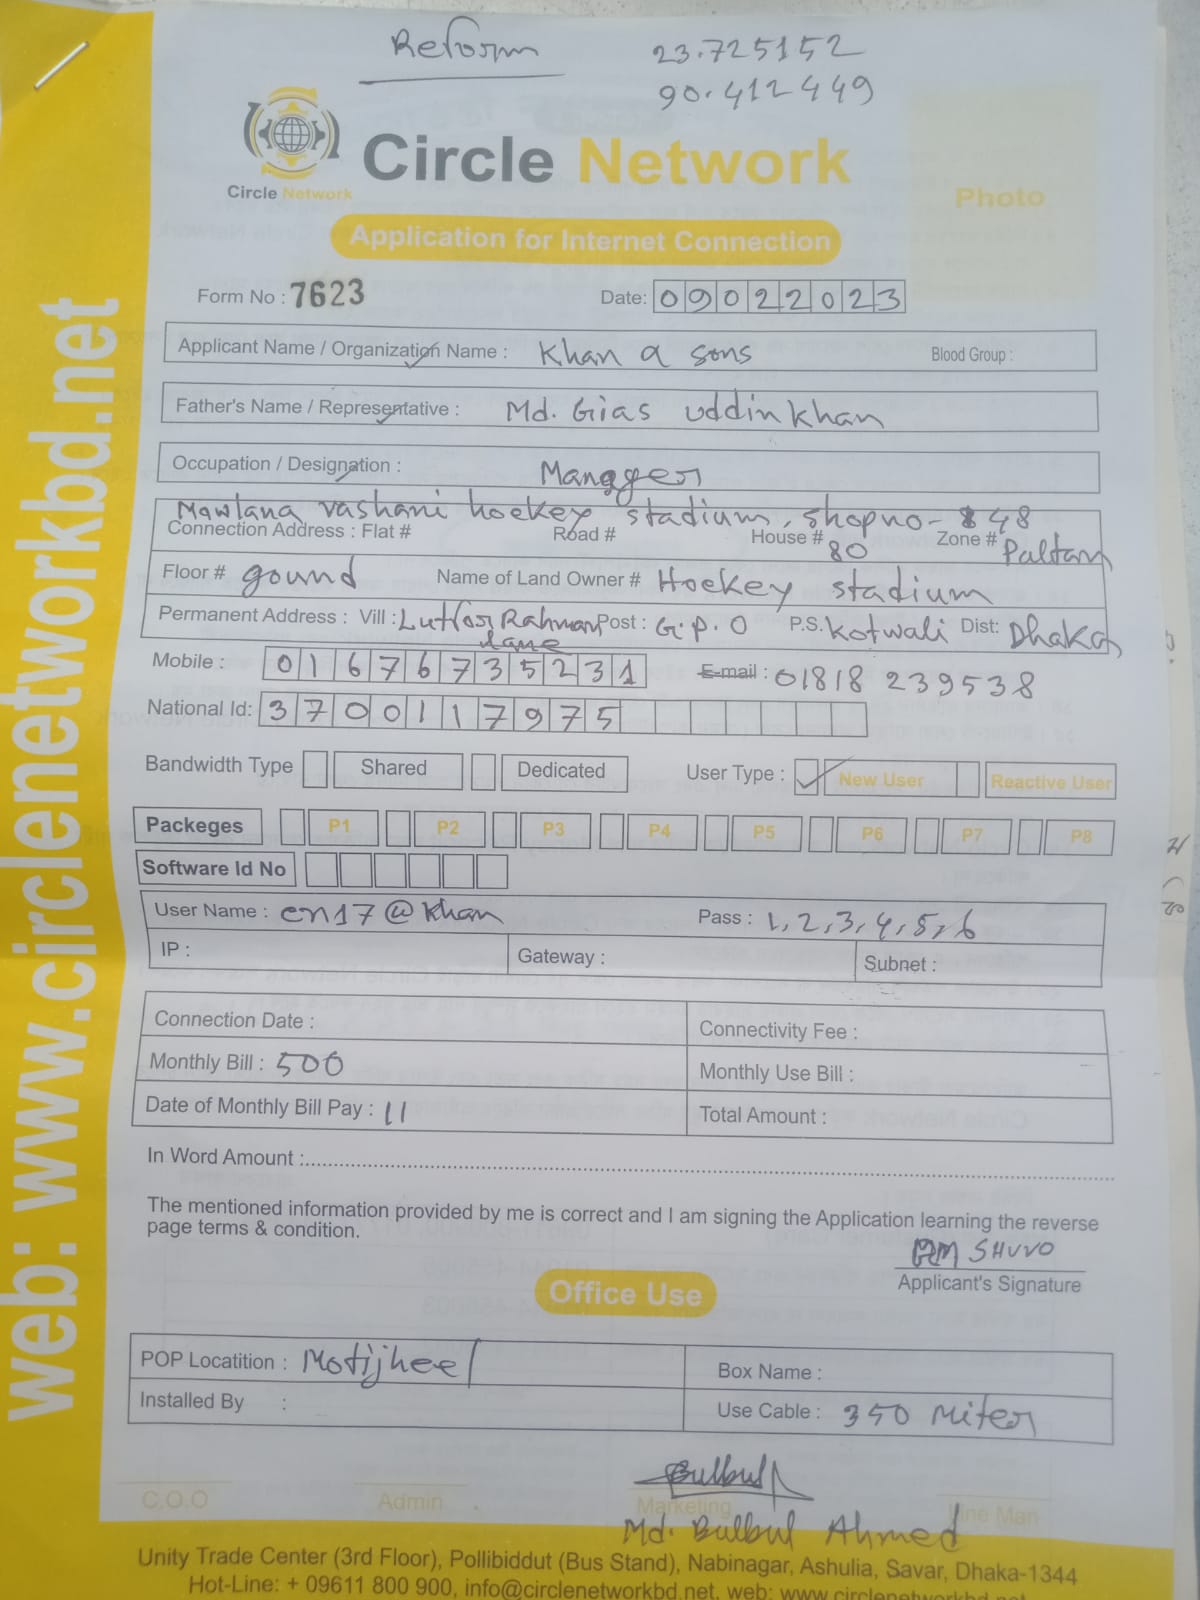 Reform
23.725152
90.412449
Circle Network
Circle Network
Photo
Application for Internet Connection
Form No : 7623 Date: 09022023
Applicant Name / Organization Name : Khan a sons Blood Group :
Father's Name / Representative : Md. Gias uddin Khan
Occupation / Designation : Manager
Mawlana vashani hockey stadium, shop no- 48
Connection Address : Flat # Road # House # 80 Zone # Paltan
Floor # gound Name of Land Owner # Hockey stadium
Permanent Address : Vill : Lutfor Rahman lane Post : G.P.O P.S. Kotwali Dist: Dhaka
Mobile : 01676735231 E-mail : 01818 239538
National Id: 3700117975
Bandwidth Type Shared Dedicated User Type : New User Reactive User
Packeges P1 P2 P3 P4 P5 P6 P7 P8
Software Id No
User Name : cn17@khan Pass : 1,2,3,4,5,6
IP : Gateway : Subnet :
Connection Date : Connectivity Fee :
Monthly Bill : 500 Monthly Use Bill :
Date of Monthly Bill Pay : 11 Total Amount :
In Word Amount :
The mentioned information provided by me is correct and I am signing the Application learning the reverse
page terms & condition.
SHUVO
Applicant's Signature
Office Use
POP Locatition : Motijheel Box Name :
Installed By : Use Cable : 350 Miter
Bulbul
C.O.O Admin Marketing Line Man
Md. Bulbul Ahmed
Unity Trade Center (3rd Floor), Pollibiddut (Bus Stand), Nabinagar, Ashulia, Savar, Dhaka-1344
Hot-Line: + 09611 800 900, info@circlenetworkbd.net, web: www.circlenetworkbd.net
web: www.circlenetworkbd.net